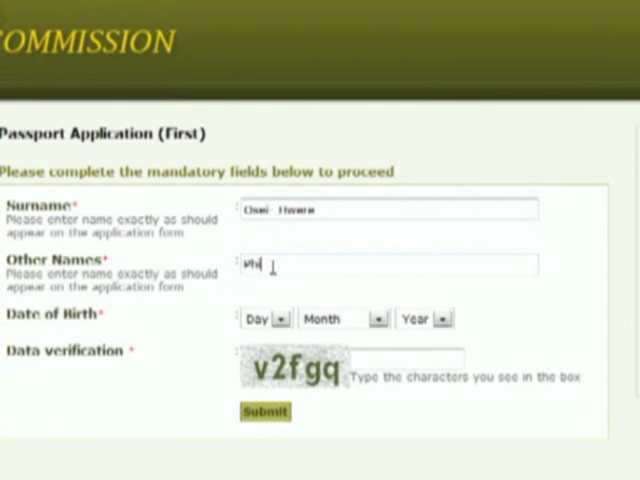 COMMISSION
Passport Application (First)
Please complete the mandatory fields below to proceed
Surname* :
Please enter name exactly as should
appear on the application form
Other Names* :
Please enter name exactly as should
appear on the application form
Date of Birth* : Day Month Year
Data verification * :
v2fgq Type the characters you see in the box
Submit